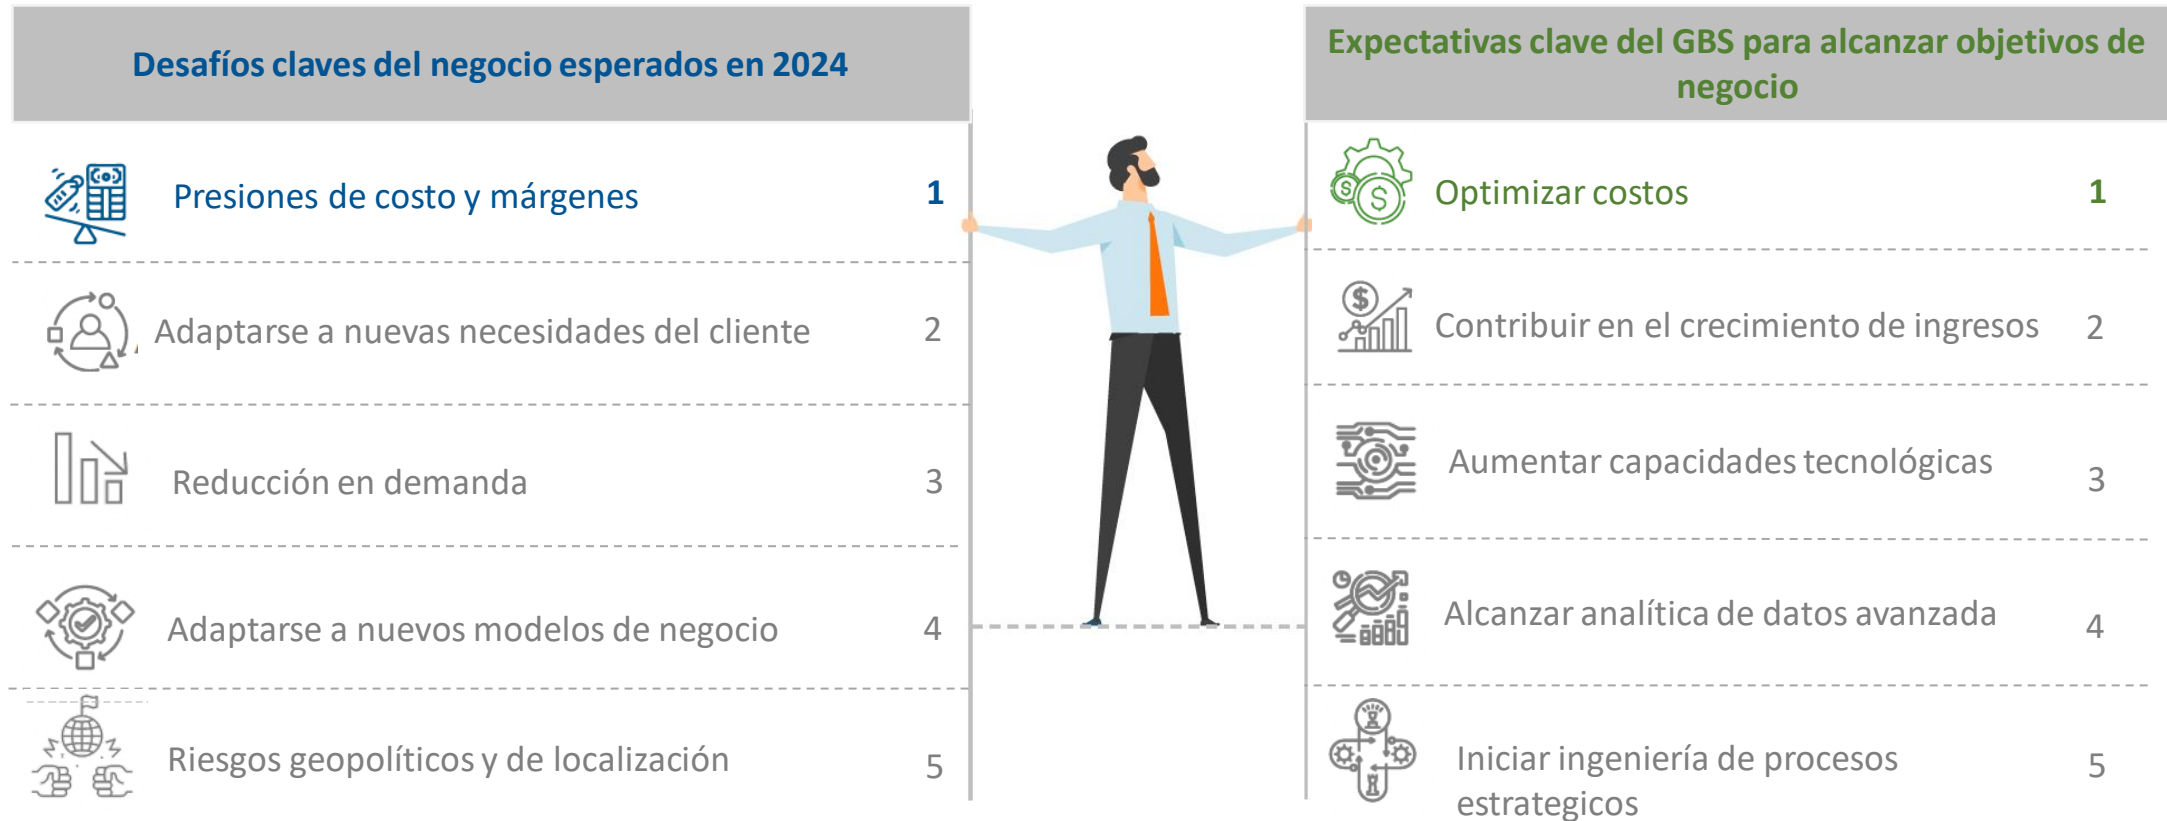 Desafíos claves del negocio esperados en 2024
Presiones de costo y márgenes 1
Adaptarse a nuevas necesidades del cliente 2
Reducción en demanda 3
Adaptarse a nuevos modelos de negocio 4
Riesgos geopolíticos y de localización 5
Expectativas clave del GBS para alcanzar objetivos de
negocio
Optimizar costos 1
Contribuir en el crecimiento de ingresos 2
Aumentar capacidades tecnológicas 3
Alcanzar analítica de datos avanzada 4
Iniciar ingeniería de procesos 5
estrategicos